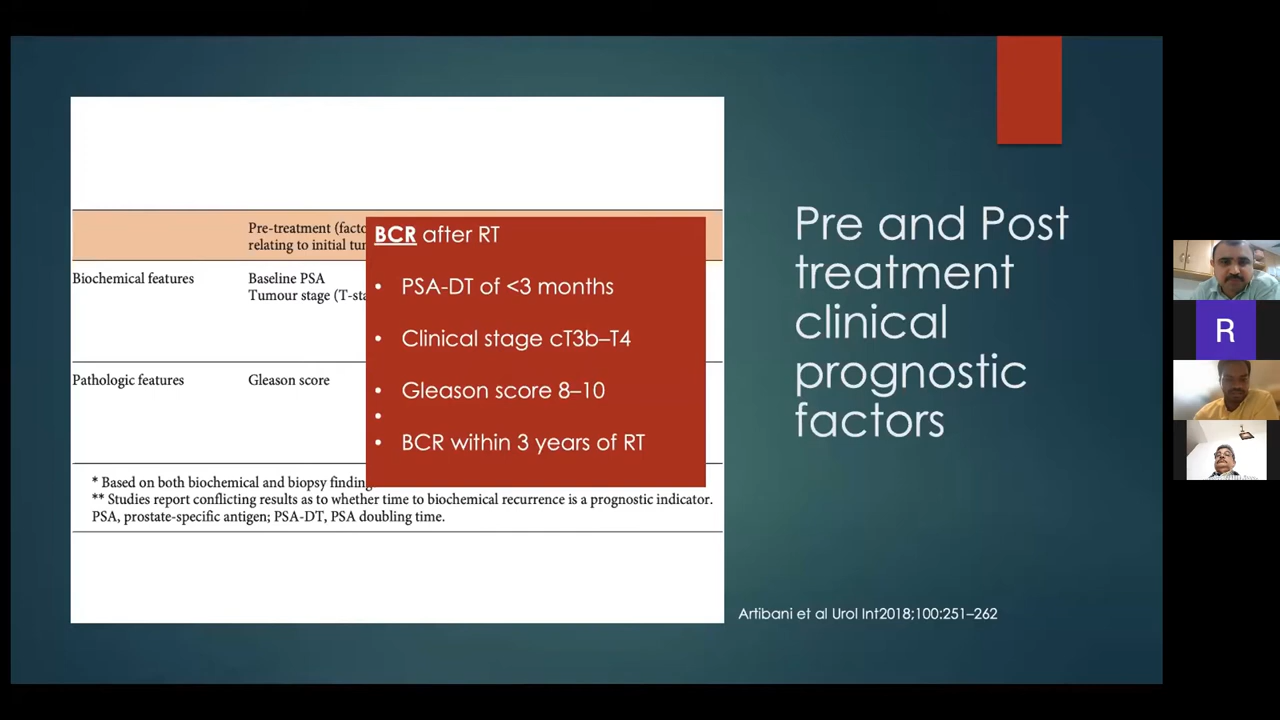 Pre-treatment (facto
relating to initial tu
Biochemical features
Baseline PSA
Tumour stage (T-sta
Pathologic features
Gleason score
BCR after RT
• PSA-DT of <3 months
• Clinical stage cT3b–T4
• Gleason score 8–10
•
• BCR within 3 years of RT
* Based on both biochemical and biopsy finding
** Studies report conflicting results as to whether time to biochemical recurrence is a prognostic indicator.
PSA, prostate-specific antigen; PSA-DT, PSA doubling time.
Pre and Post
treatment
clinical
prognostic
factors
Artibani et al Urol Int2018;100:251–262
R